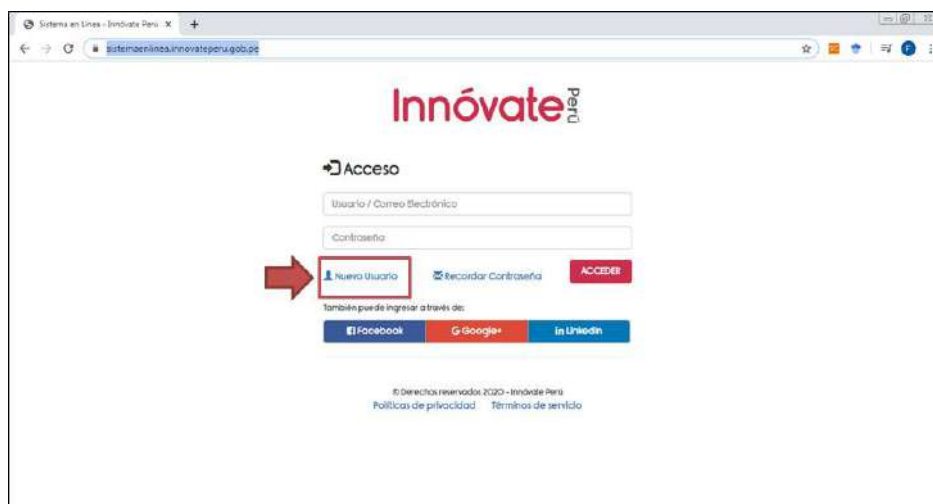 Sistema en Línea - Innóvate Perú
sistemaenlinea.innovateperu.gob.pe
F
Innóvate Perú
Acceso
Usuario / Correo Electrónico
Contraseña
Nuevo Usuario
Recordar Contraseña
ACCEDER
También puede ingresar a través de:
Facebook
G Google+
in LinkedIn
© Derechos reservados 2020 - Innóvate Perú
Políticas de privacidad
Términos de servicio